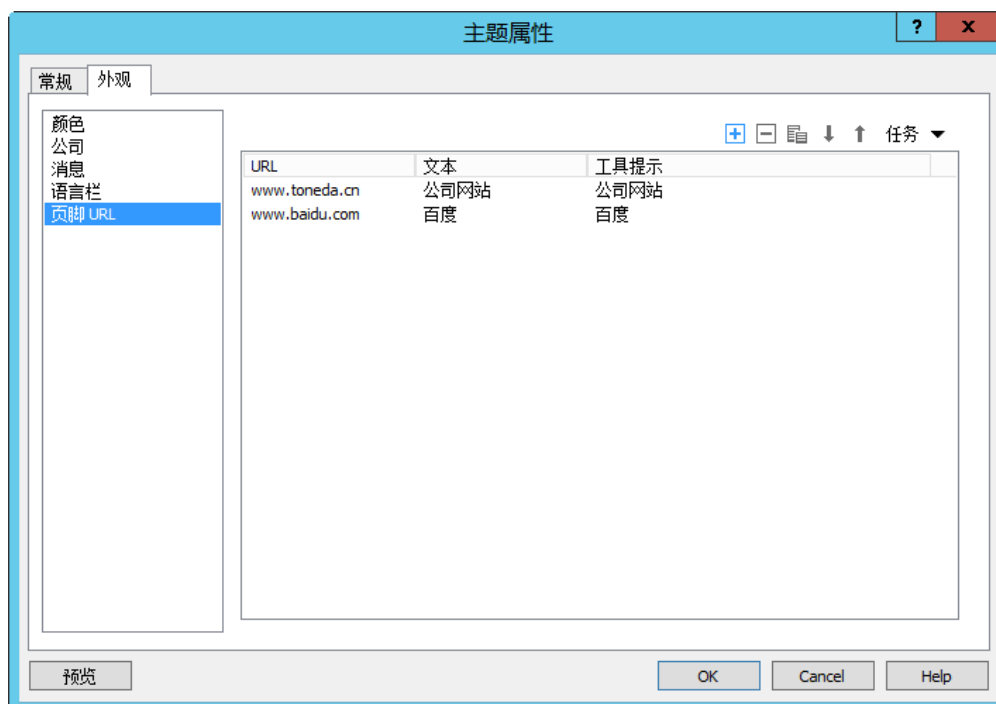 主题属性
? x
常规 外观
颜色
公司
消息
语言栏
页脚 URL
任务
URL 文本 工具提示
www.toneda.cn 公司网站 公司网站
www.baidu.com 百度 百度
预览 OK Cancel Help